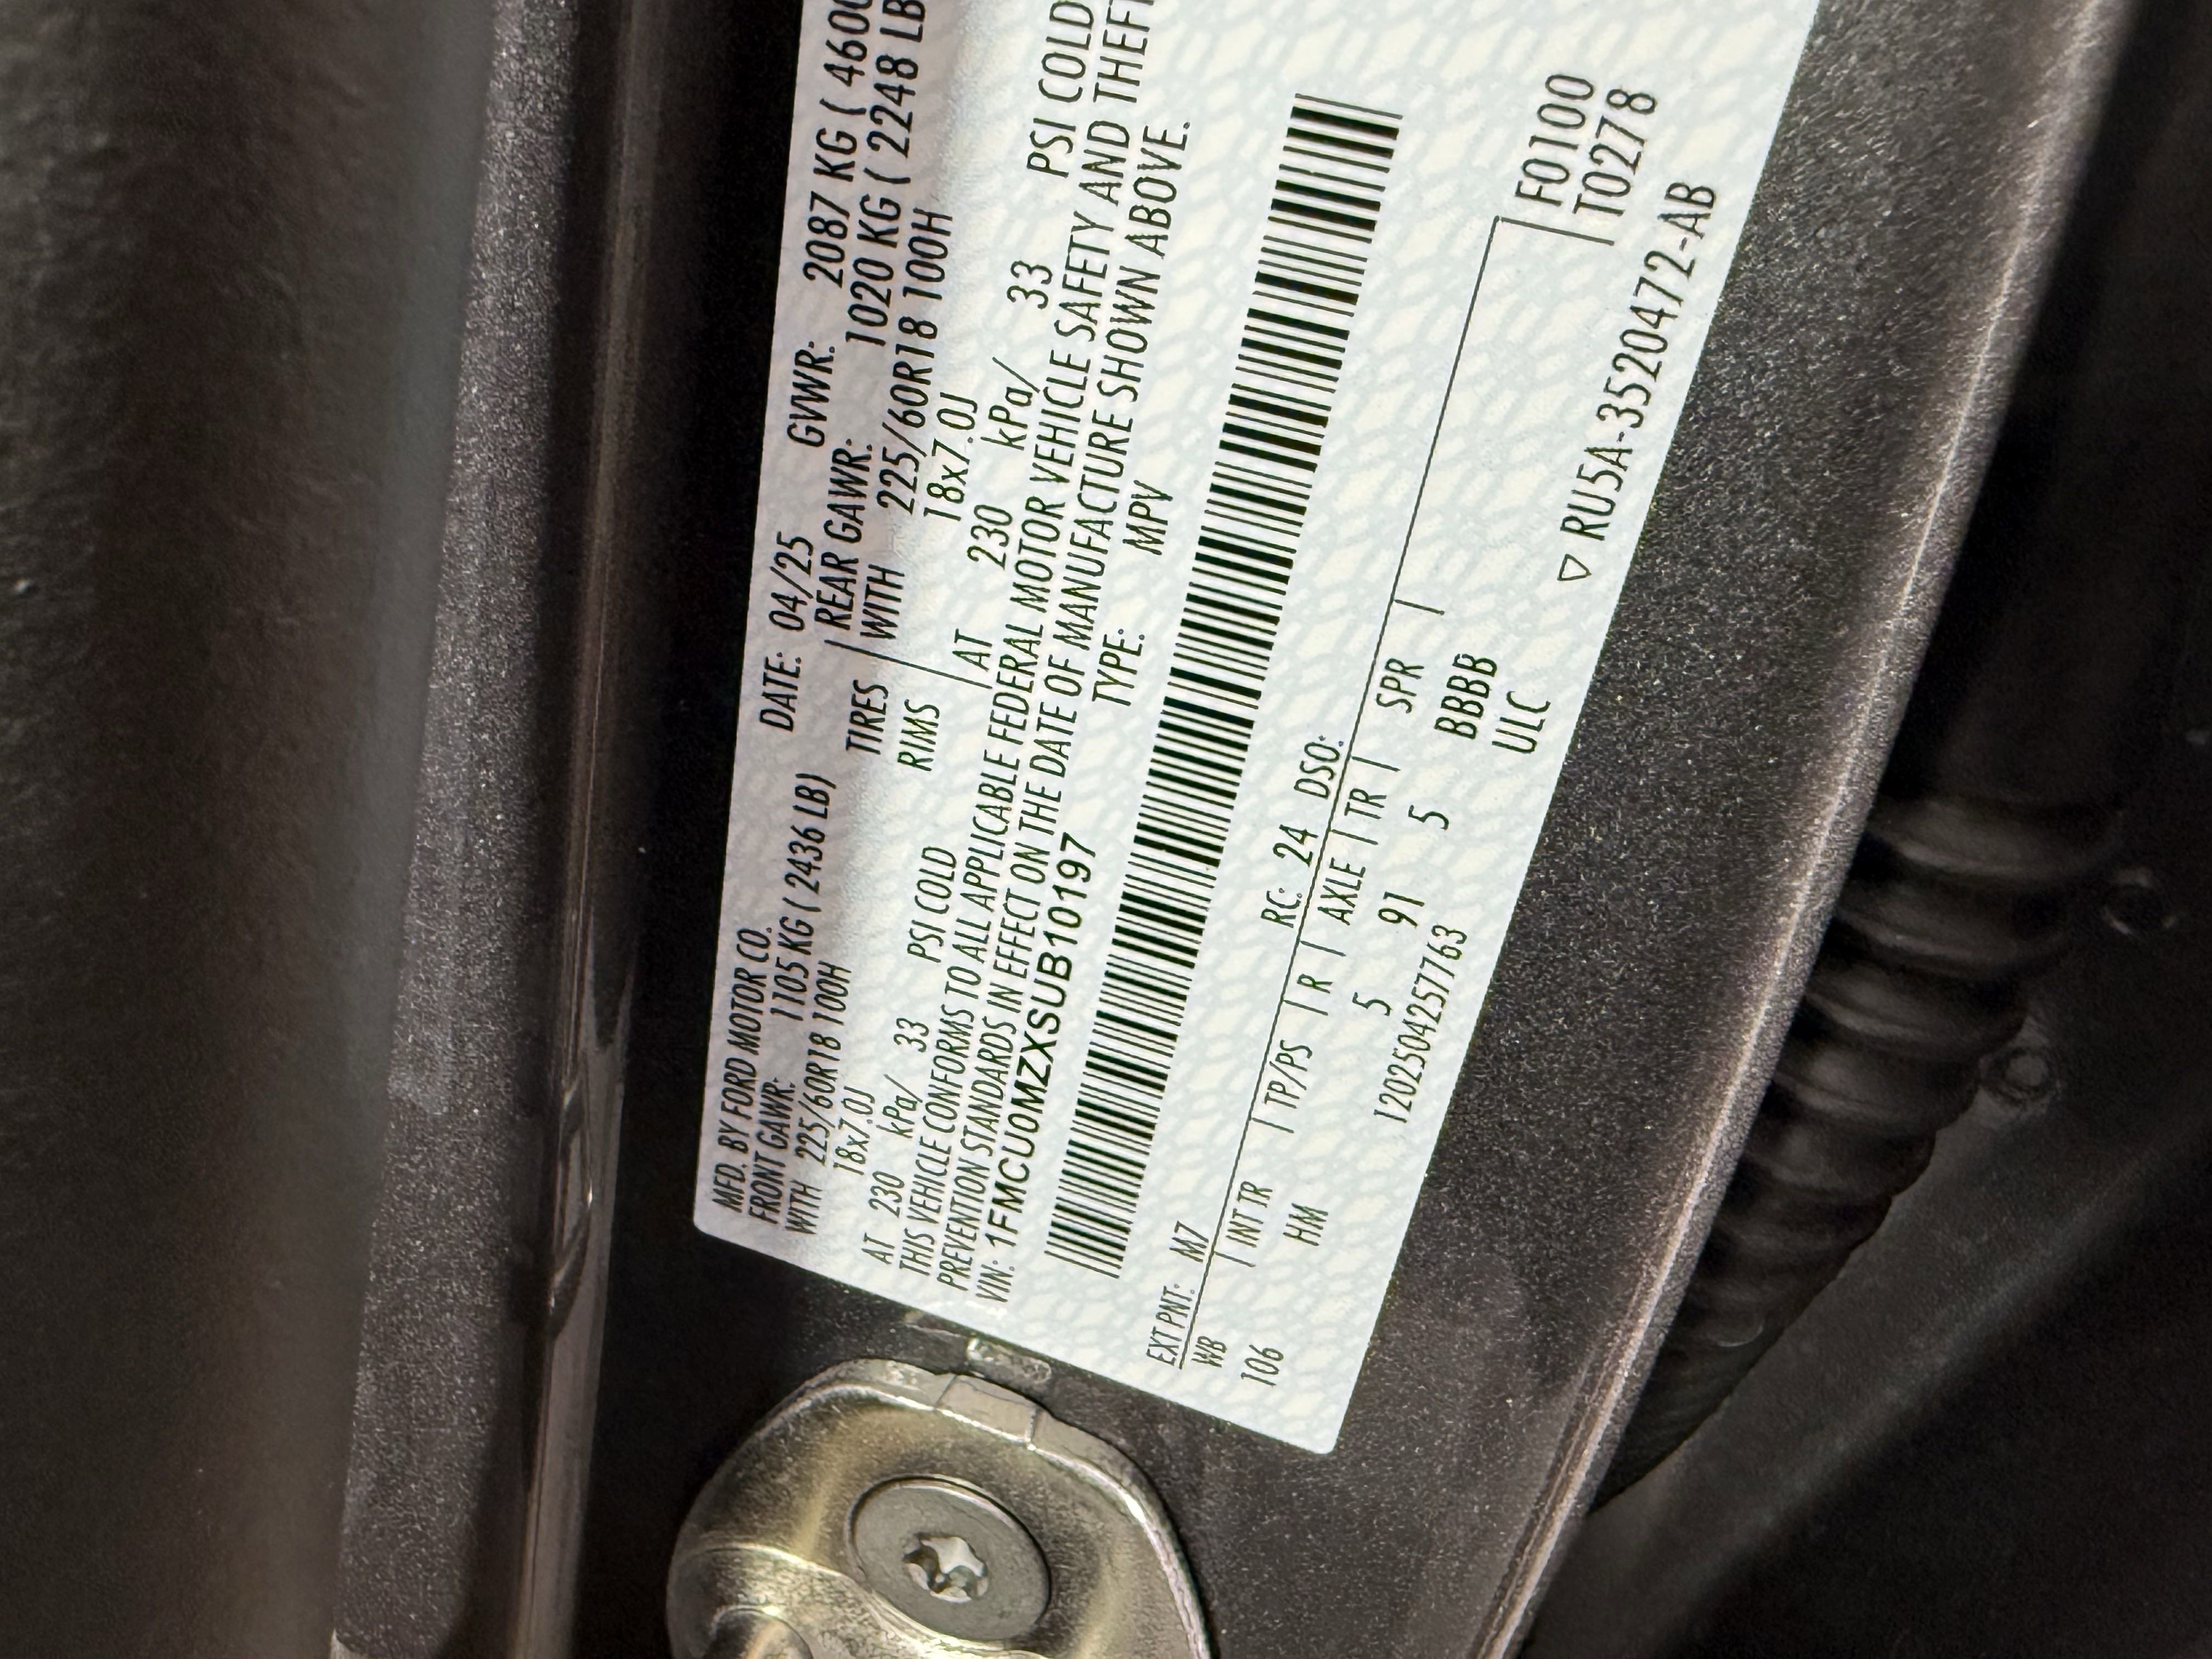 MFD. BY FORD MOTOR CO. DATE: 04/25 GVWR: 2087 KG ( 4600
FRONT GAWR: 1105 KG ( 2436 LB) REAR GAWR: 1020 KG ( 2248 LB
WITH 225/60R18 100H TIRES WITH 225/60R18 100H
18x7.0J RIMS 18x7.0J
AT 230 kPa/ 33 PSI COLD AT 230 kPa/ 33 PSI COLD
THIS VEHICLE CONFORMS TO ALL APPLICABLE FEDERAL MOTOR VEHICLE SAFETY AND THEFT
PREVENTION STANDARDS IN EFFECT ON THE DATE OF MANUFACTURE SHOWN ABOVE.
VIN: 1FMCU0MZXSUB10197 TYPE: MPV
EXT PNT: M7 RC: 24 DSO:
WB | INT TR | TP/PS | R | AXLE | TR | SPR | F0100
106 HM 5 91 5 BBBB T0278
1202504257763 ULC
▽ RU5A-3520472-AB